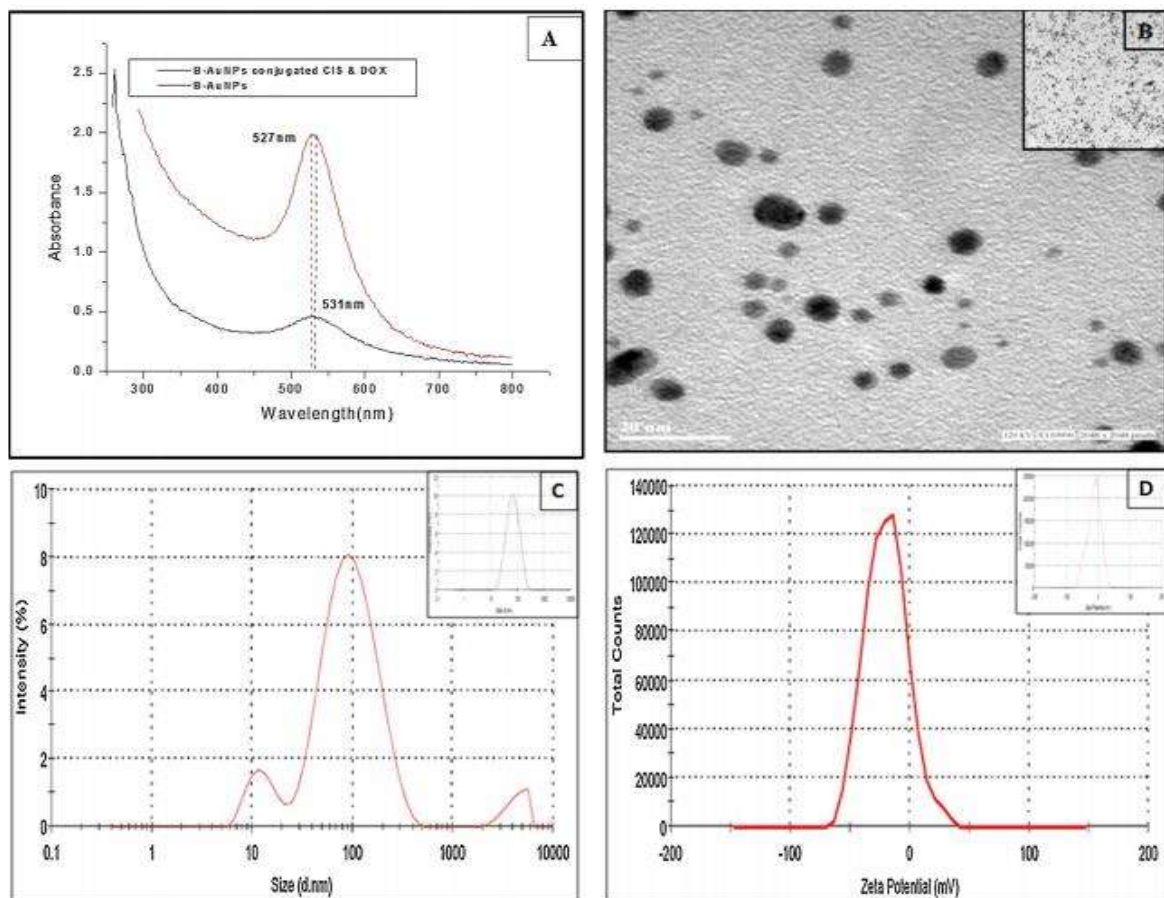 A
B-AuNPs conjugated CIS & DOX
B-AuNPs
2.5
2.0
1.5
1.0
0.5
0.0
527nm
531nm
300 400 500 600 700 800
Absorbance
Wavelength(nm)
B
20 nm
C
10
8
6
4
2
0
0.1 1 10 100 1000 10000
Intensity (%)
Size (d.nm)
D
140000
120000
100000
80000
60000
40000
20000
0
-200 -100 0 100 200
Total Counts
Zeta Potential (mV)